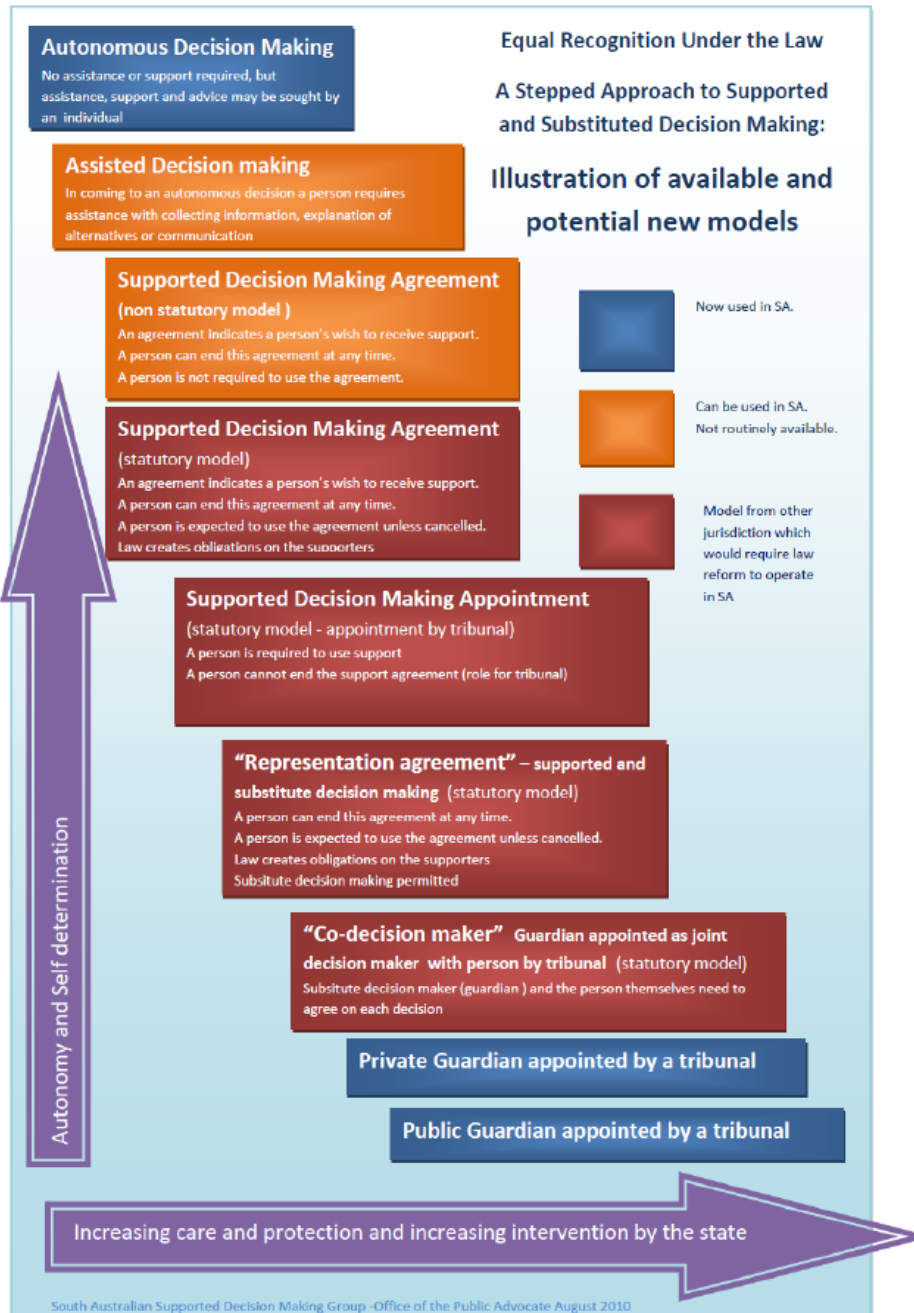 Equal Recognition Under the Law
A Stepped Approach to Supported
and Substituted Decision Making:
Illustration of available and
potential new models
Autonomous Decision Making
No assistance or support required, but
assistance, support and advice may be sought by
an individual
Assisted Decision making
In coming to an autonomous decision a person requires
assistance with collecting information, explanation of
alternatives or communication
Supported Decision Making Agreement
(non statutory model )
An agreement indicates a person's wish to receive support.
A person can end this agreement at any time.
A person is not required to use the agreement.
Supported Decision Making Agreement
(statutory model)
An agreement indicates a person's wish to receive support.
A person can end this agreement at any time.
A person is expected to use the agreement unless cancelled.
Law creates obligations on the supporters
Supported Decision Making Appointment
(statutory model - appointment by tribunal)
A person is required to use support
A person cannot end the support agreement (role for tribunal)
"Representation agreement" – supported and
substitute decision making (statutory model)
A person can end this agreement at any time.
A person is expected to use the agreement unless cancelled.
Law creates obligations on the supporters
Subsitute decision making permitted
"Co-decision maker" Guardian appointed as joint
decision maker with person by tribunal (statutory model)
Subsitute decision maker (guardian ) and the person themselves need to
agree on each decision
Private Guardian appointed by a tribunal
Public Guardian appointed by a tribunal
Now used in SA.
Can be used in SA.
Not routinely available.
Model from other
jurisdiction which
would require law
reform to operate
in SA
Autonomy and Self determination
Increasing care and protection and increasing intervention by the state
South Australian Supported Decision Making Group -Office of the Public Advocate August 2010